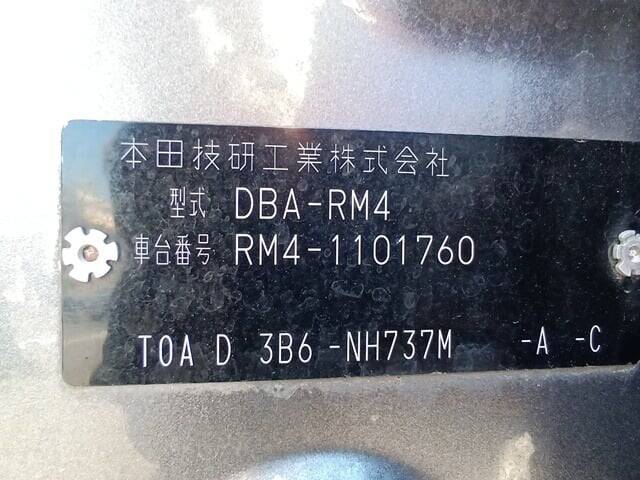 本田技研工業株式会社
型式 DBA-RM4
車台番号 RM4-1101760
TOA D 3B6-NH737M -A -C